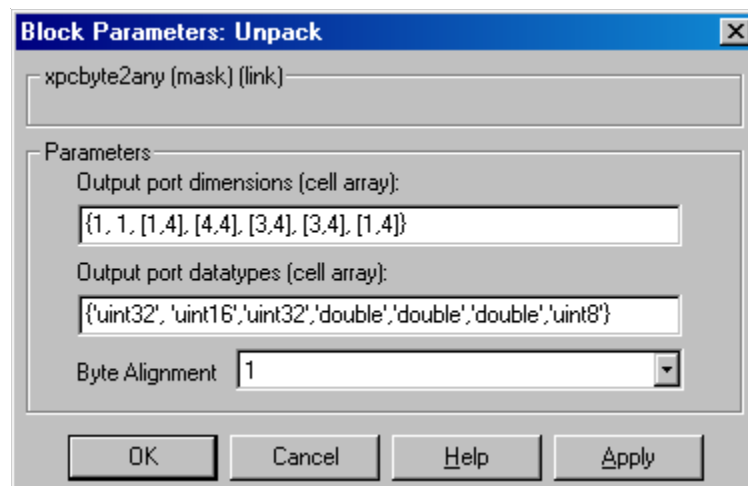 Block Parameters: Unpack
xpcbyte2any (mask) (link)
Parameters
Output port dimensions (cell array):
{1, 1, [1,4], [4,4], [3,4], [3,4], [1,4]}
Output port datatypes (cell array):
{'uint32', 'uint16','uint32','double','double','double','uint8'}
Byte Alignment 1
OK Cancel Help Apply